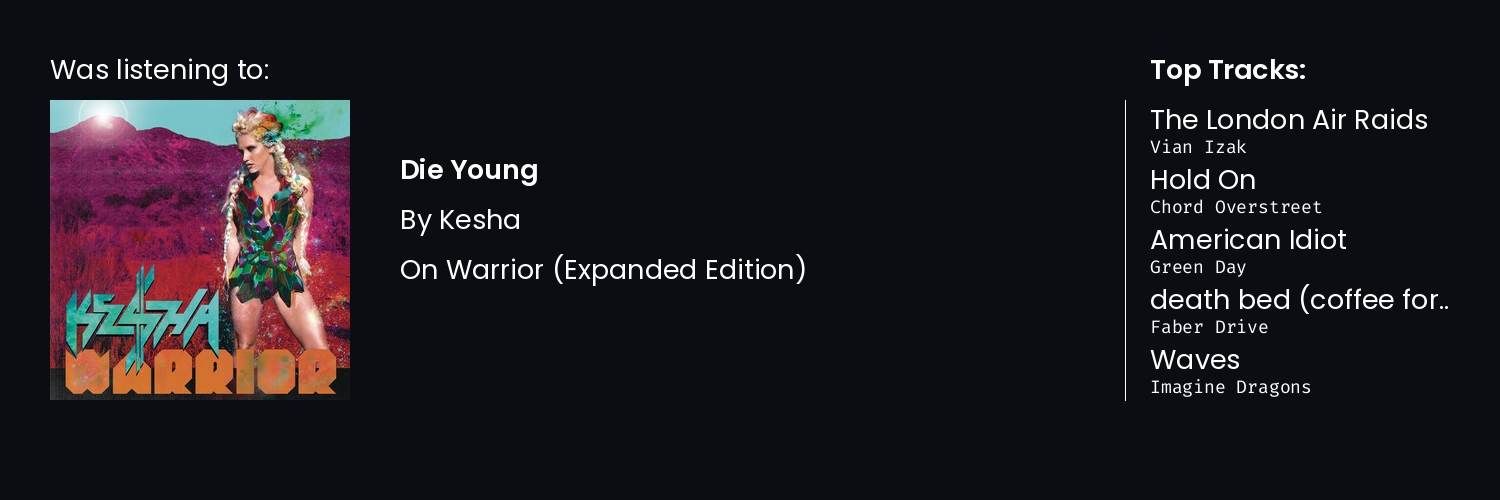 Was listening to:
KE$HA
WARRIOR
Die Young
By Kesha
On Warrior (Expanded Edition)
Top Tracks:
The London Air Raids
Vian Izak
Hold On
Chord Overstreet
American Idiot
Green Day
death bed (coffee for..
Faber Drive
Waves
Imagine Dragons